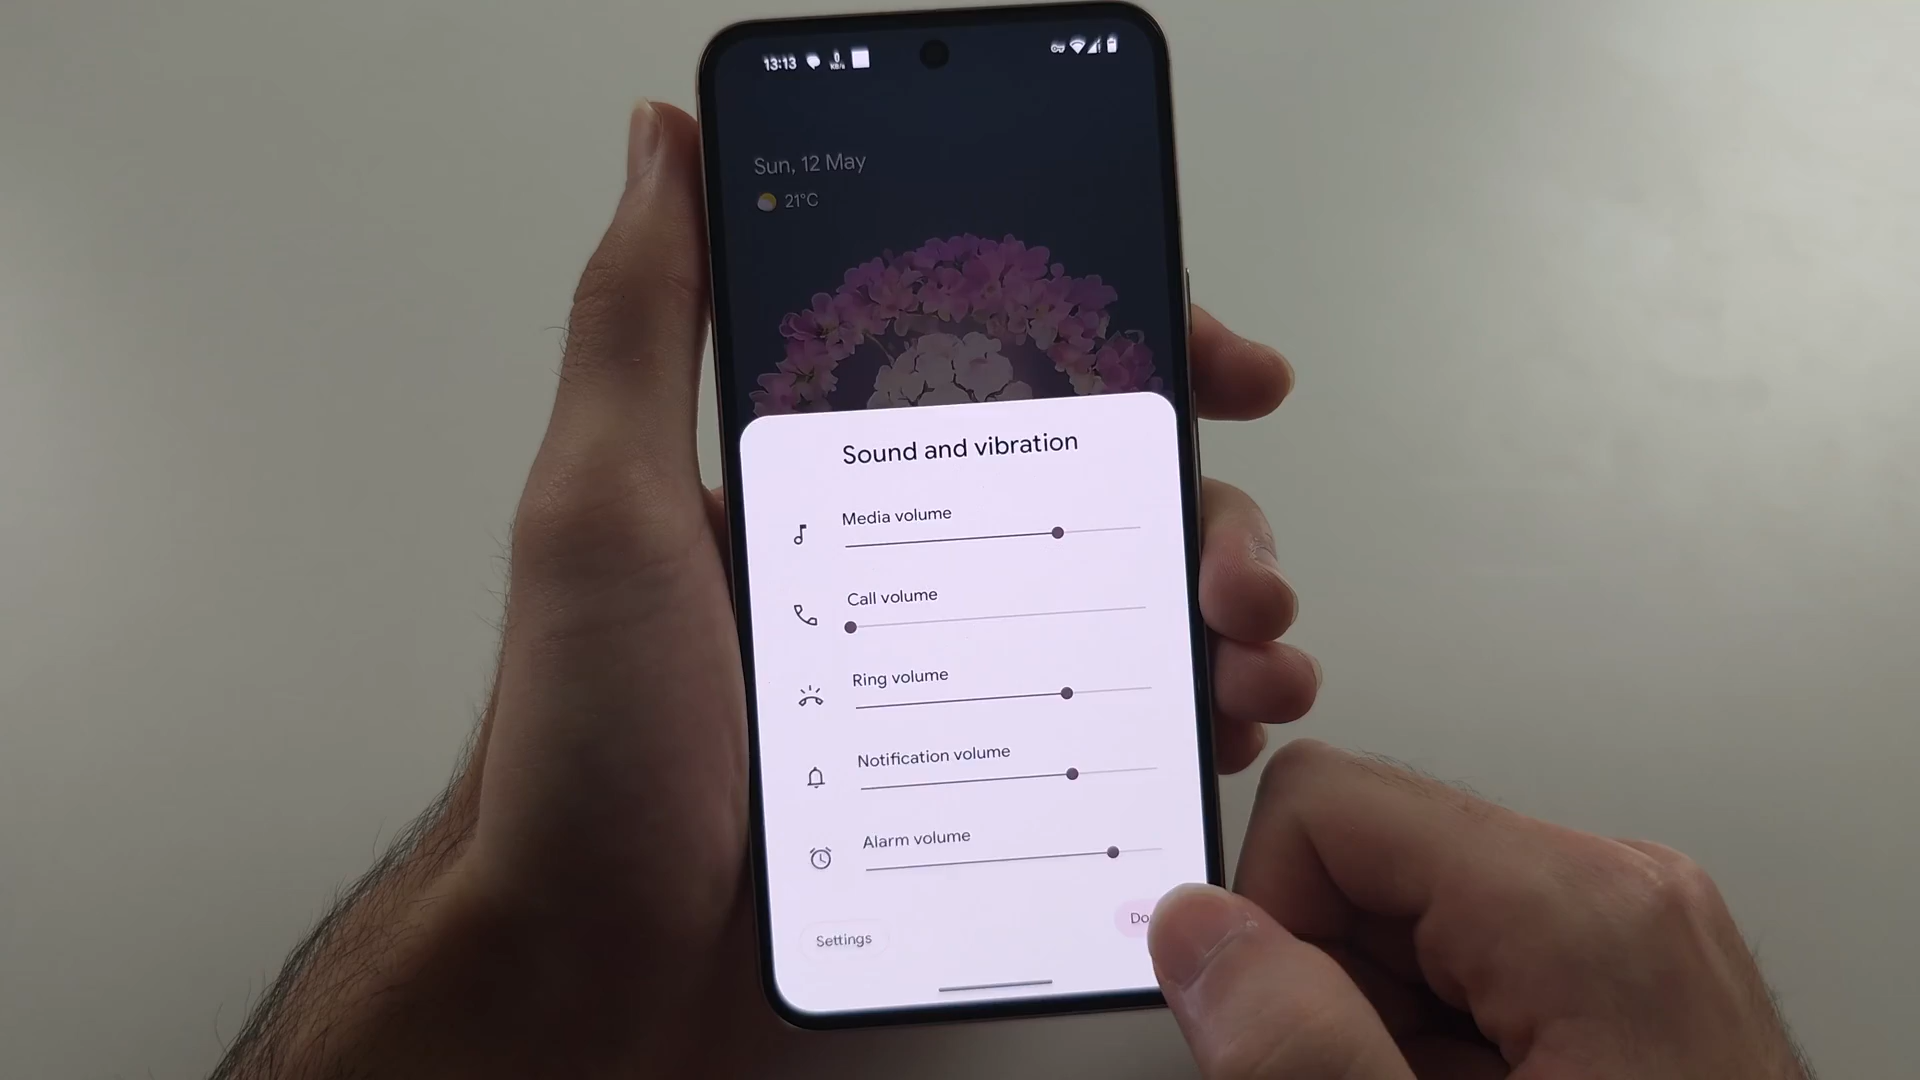 13:13
Sun, 12 May
21°C
Sound and vibration
Media volume
Call volume
Ring volume
Notification volume
Alarm volume
Settings